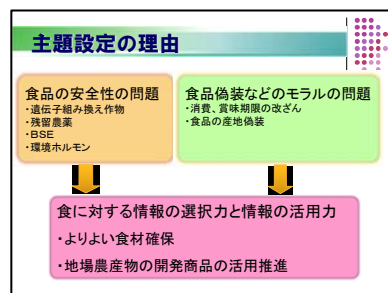 主題設定の理由
食品の安全性の問題
・遺伝子組み換え作物
・残留農薬
・BSE
・環境ホルモン
食品偽装などのモラルの問題
・消費、賞味期限の改ざん
・食品の産地偽装
食に対する情報の選択力と情報の活用力
・よりよい食材確保
・地場農産物の開発商品の活用推進